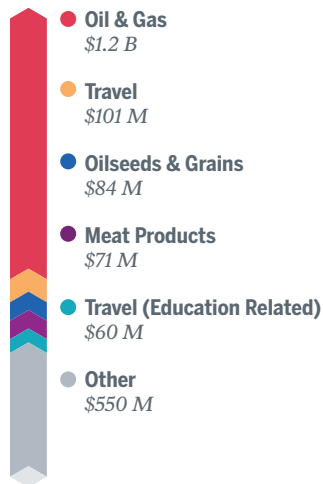 Oil & Gas
$1.2 B
Travel
$101 M
Oilseeds & Grains
$84 M
Meat Products
$71 M
Travel (Education Related)
$60 M
Other
$550 M